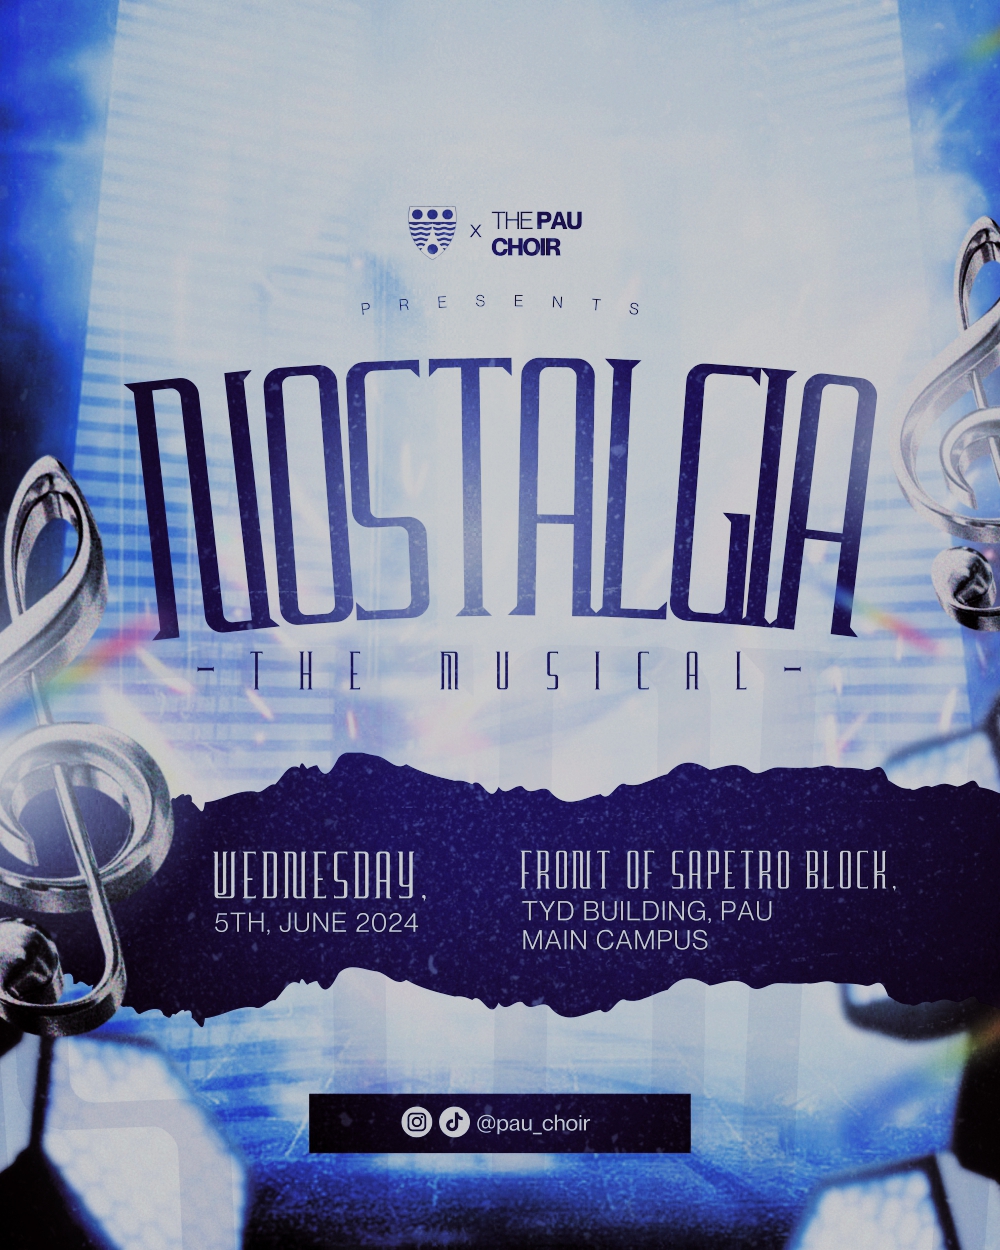 X THE PAU
CHOIR
PRESENTS
NOSTALGIA
-THE MUSICAL-
WEDNESDAY,
5TH, JUNE 2024
FRONT OF SAPETRO BLOCK,
TYD BUILDING, PAU
MAIN CAMPUS
@pau_choir